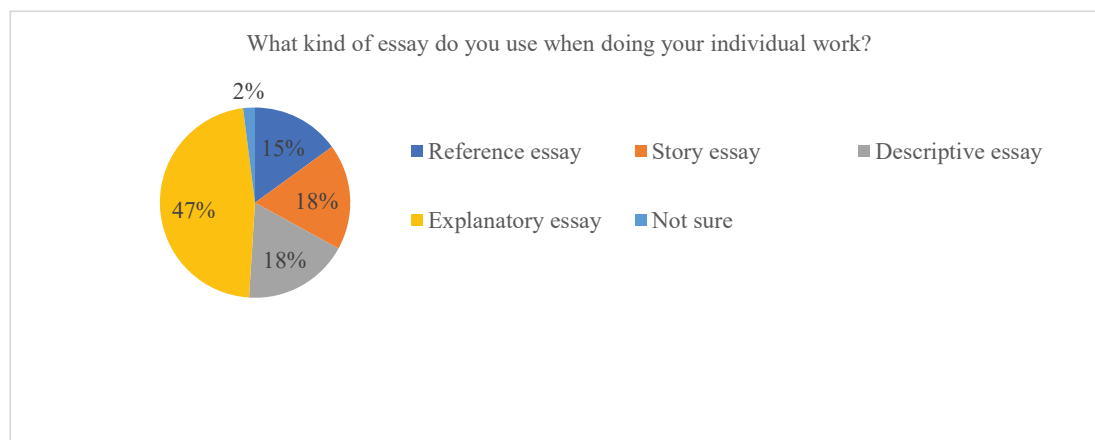 What kind of essay do you use when doing your individual work?
2%
15%
18%
18%
47%
Reference essay
Story essay
Descriptive essay
Explanatory essay
Not sure